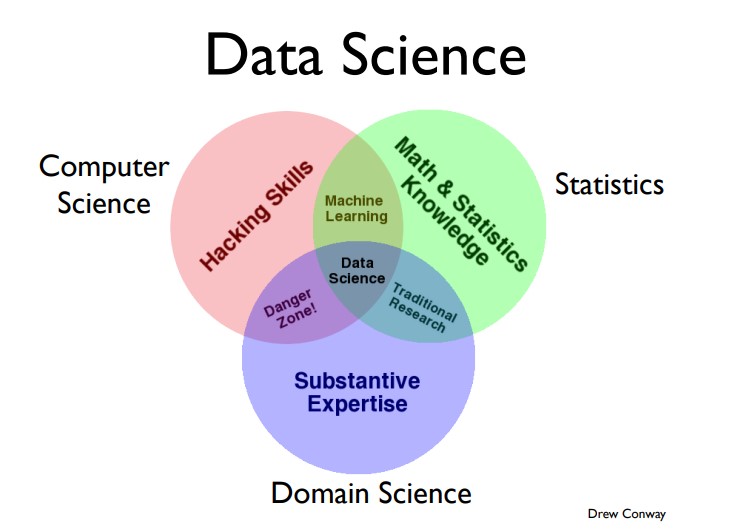 Data Science
Computer
Science
Statistics
Hacking Skills
Math & Statistics
Knowledge
Machine
Learning
Data
Science
Danger
Zone!
Traditional
Research
Substantive
Expertise
Domain Science
Drew Conway